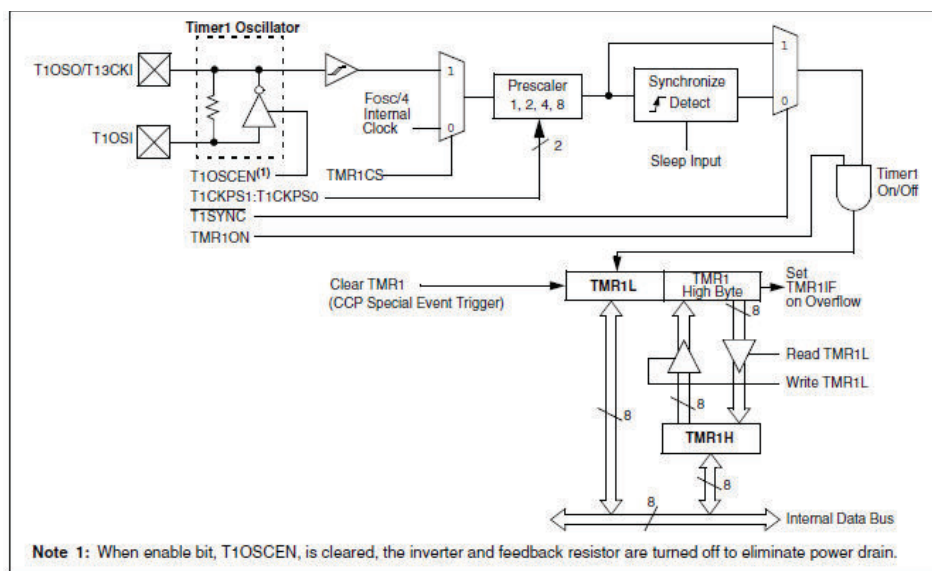 Timer1 Oscillator
T1OSO/T13CKI
T1OSI
1
0
Fosc/4
Internal
Clock
Prescaler
1, 2, 4, 8
2
Synchronize
Detect
1
0
Sleep Input
T1OSCEN(1)
TMR1CS
T1CKPS1:T1CKPS0
T1SYNC
TMR1ON
Timer1
On/Off
Clear TMR1
(CCP Special Event Trigger)
TMR1L
TMR1
High Byte
Set
TMR1IF
on Overflow
8
Read TMR1L
Write TMR1L
8
8
TMR1H
8
8
Internal Data Bus
Note 1: When enable bit, T1OSCEN, is cleared, the inverter and feedback resistor are turned off to eliminate power drain.